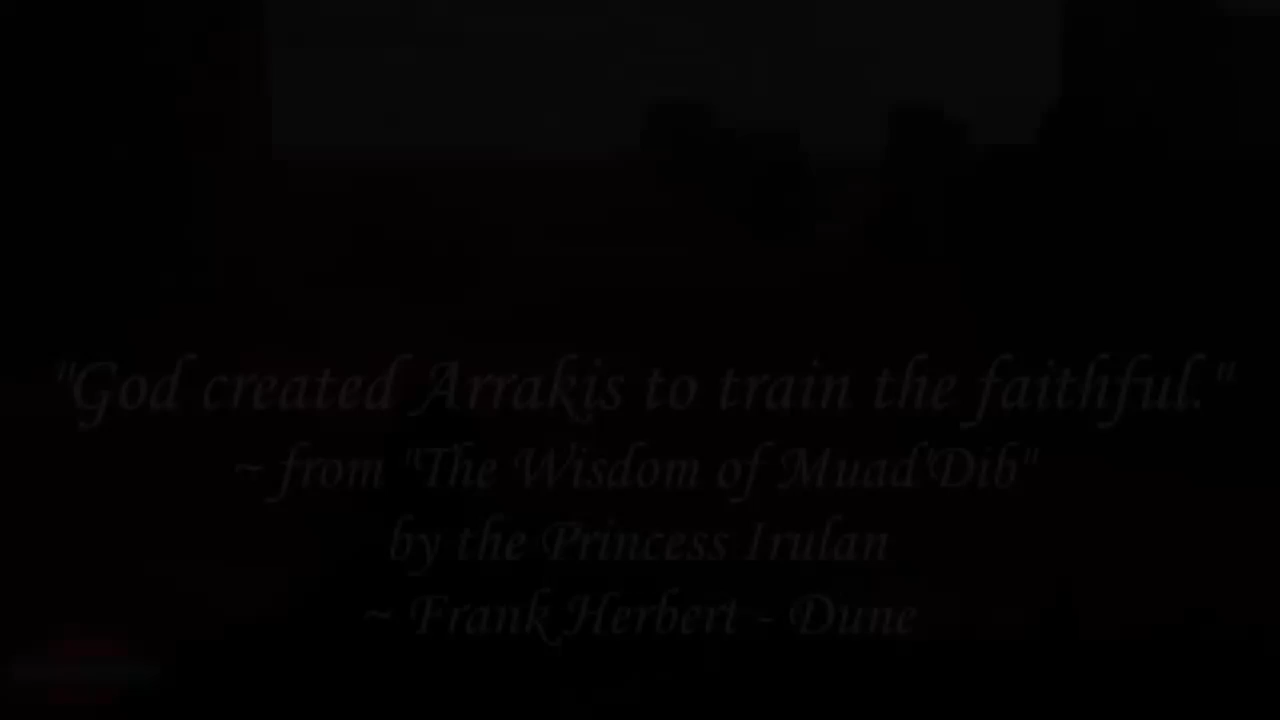 "God created Arrakis to train the faithful."
~ from "The Wisdom of Muad'Dib"
by the Princess Irulan
~ Frank Herbert - Dune